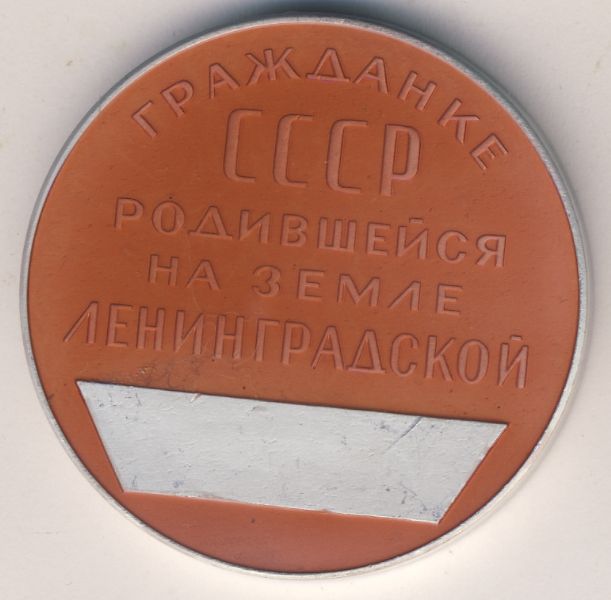 ГРАЖДАНКЕ
СССР
РОДИВШЕЙСЯ
НА ЗЕМЛЕ
ЛЕНИНГРАДСКОЙ